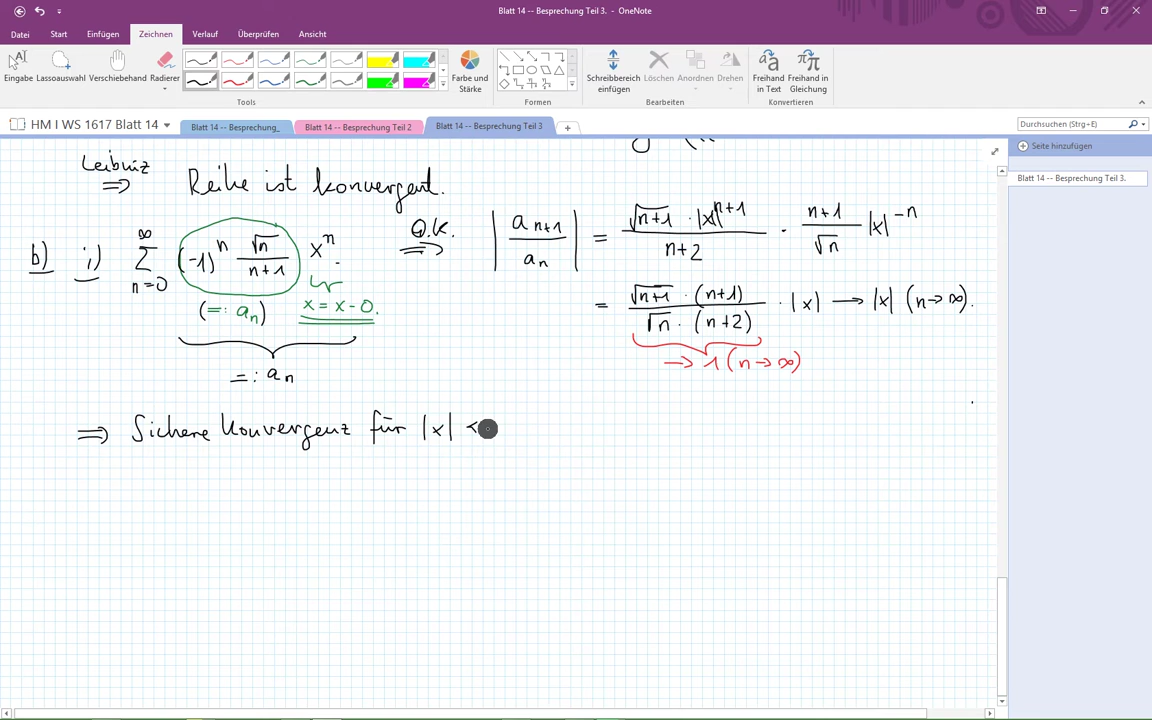 Blatt 14 -- Besprechung Teil 3. - OneNote
Datei Start Einfügen Zeichnen Verlauf Überprüfen Ansicht
Eingabe Lassoauswahl Verschiebehand Radierer Farbe und Stärke Schreibbereich einfügen Löschen Anordnen Drehen Freihand in Text Freihand in Gleichung
Tools Formen Bearbeiten Konvertieren
HM I WS 1617 Blatt 14 Blatt 14 -- Besprechung_ Blatt 14 -- Besprechung Teil 2 Blatt 14 -- Besprechung Teil 3 Durchsuchen (Strg+E)
Seite hinzufügen
Blatt 14 -- Besprechung Teil 3.
Leibniz ⇒ Reihe ist konvergent.
b) i) ∑_{n=0}^{∞} (-1)^n √n/(n+1) x^n. Q.K. ⇒ |a_{n+1}/a_n| = √(n+1) · |x|^{n+1}/(n+2) · (n+1)/√n |x|^{-n}
(=: a_n) x = x-0.
= √(n+1) · (n+1)/(√n · (n+2)) · |x| → |x| (n→∞).
→ 1 (n→∞)
=: a_n
⇒ Sichere Konvergenz für |x| <